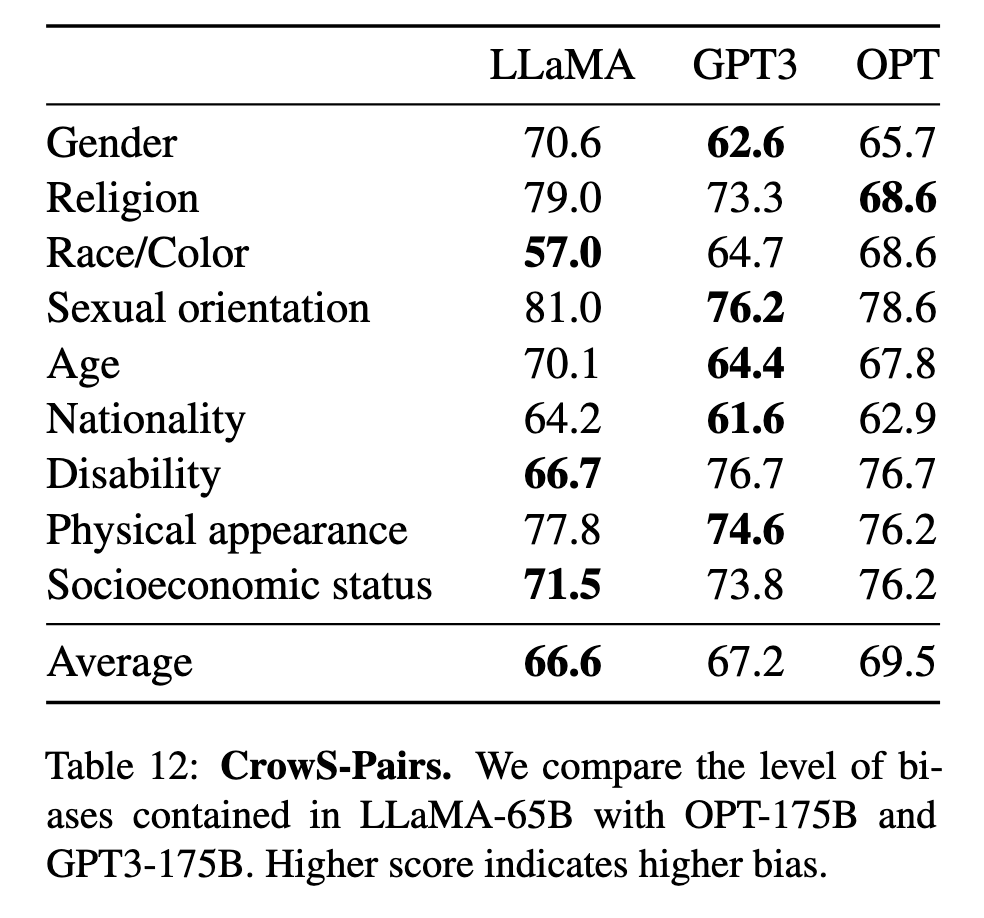 LLaMA GPT3 OPT
Gender 70.6 62.6 65.7
Religion 79.0 73.3 68.6
Race/Color 57.0 64.7 68.6
Sexual orientation 81.0 76.2 78.6
Age 70.1 64.4 67.8
Nationality 64.2 61.6 62.9
Disability 66.7 76.7 76.7
Physical appearance 77.8 74.6 76.2
Socioeconomic status 71.5 73.8 76.2
Average 66.6 67.2 69.5
Table 12: CrowS-Pairs. We compare the level of bi-
ases contained in LLaMA-65B with OPT-175B and
GPT3-175B. Higher score indicates higher bias.